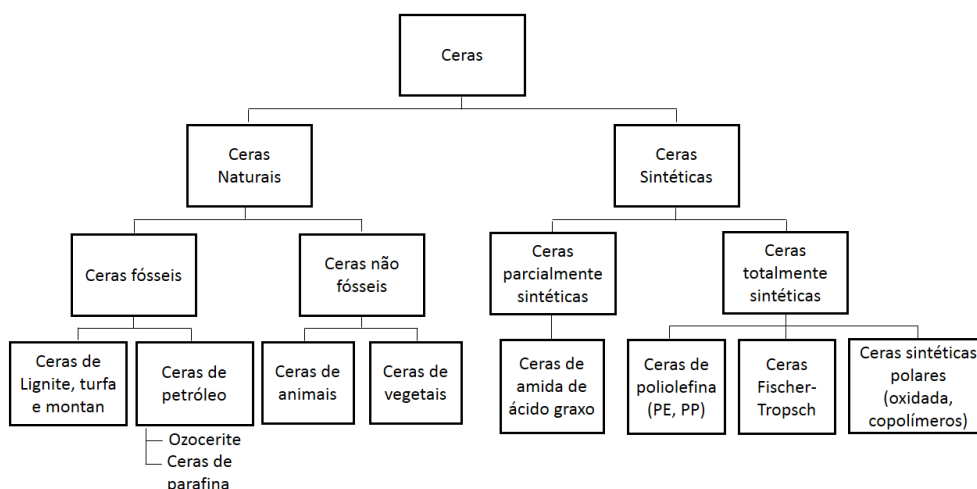 Ceras
Ceras
Naturais
Ceras
Sintéticas
Ceras fósseis
Ceras não
fósseis
Ceras
parcialmente
sintéticas
Ceras
totalmente
sintéticas
Ceras de
Lignite, turfa
e montan
Ceras de
petróleo
Ceras de
animais
Ceras de
vegetais
Ceras de
amida de
ácido graxo
Ceras de
poliolefina
(PE, PP)
Ceras
Fischer-
Tropsch
Ceras sintéticas
polares
(oxidada,
copolímeros)
Ozocerite
Ceras de
parafina